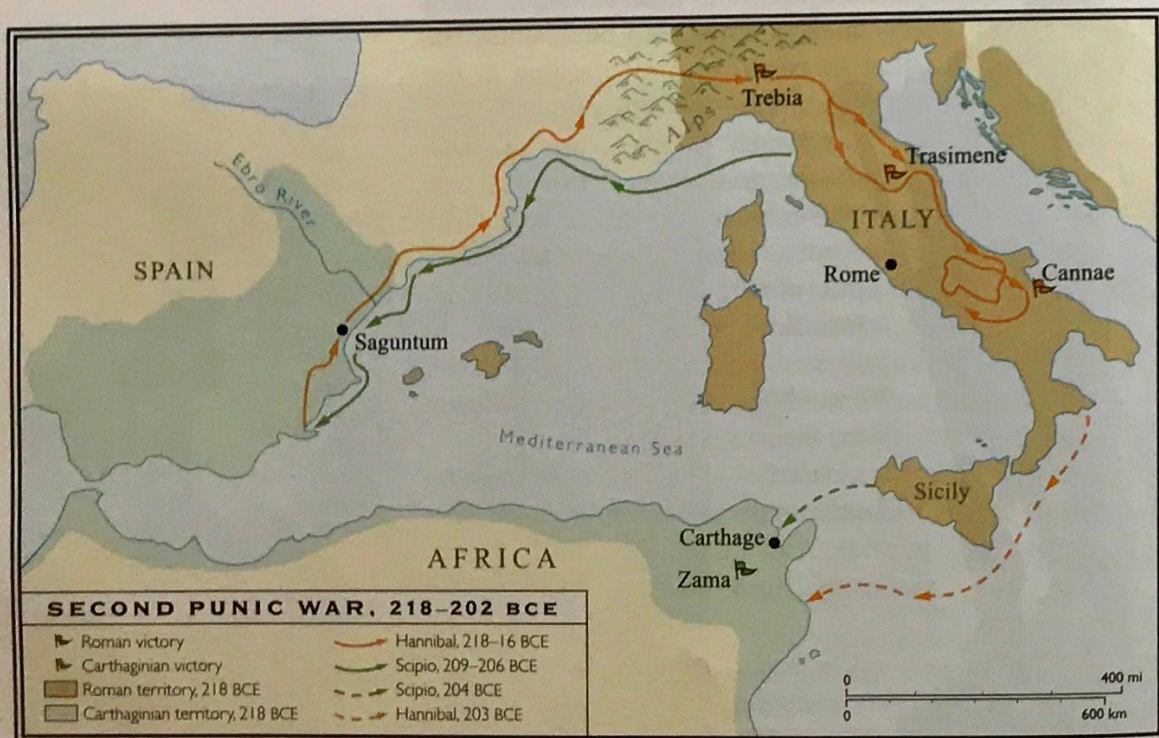 Trebia
Alps
Trasimene
Ebro River
ITALY
SPAIN
Rome
Cannae
Saguntum
Mediterranean Sea
Sicily
Carthage
AFRICA
Zama
SECOND PUNIC WAR, 218–202 BCE
Roman victory
Carthaginian victory
Roman territory, 218 BCE
Carthaginian territory, 218 BCE
Hannibal, 218–16 BCE
Scipio, 209–206 BCE
Scipio, 204 BCE
Hannibal, 203 BCE
0 400 mi
0 600 km